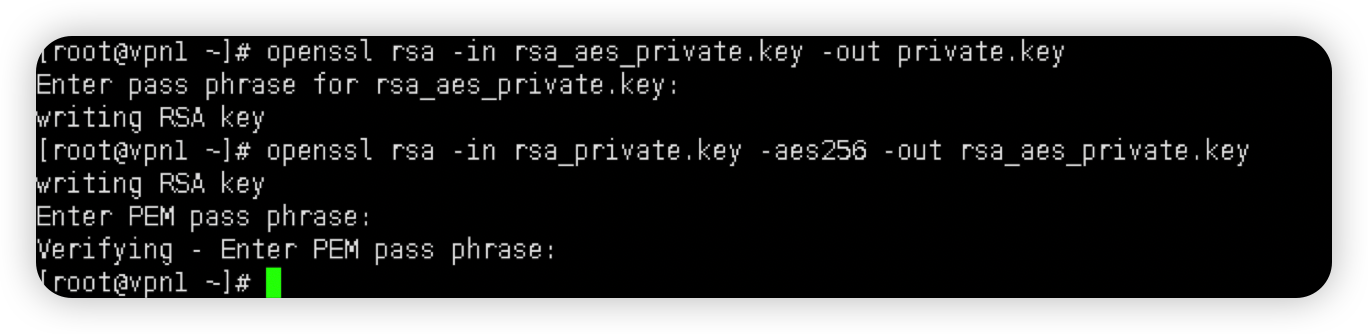 [root@vpn1 ~]# openssl rsa -in rsa_aes_private.key -out private.key
Enter pass phrase for rsa_aes_private.key:
writing RSA key
[root@vpn1 ~]# openssl rsa -in rsa_private.key -aes256 -out rsa_aes_private.key
writing RSA key
Enter PEM pass phrase:
Verifying - Enter PEM pass phrase:
[root@vpn1 ~]#